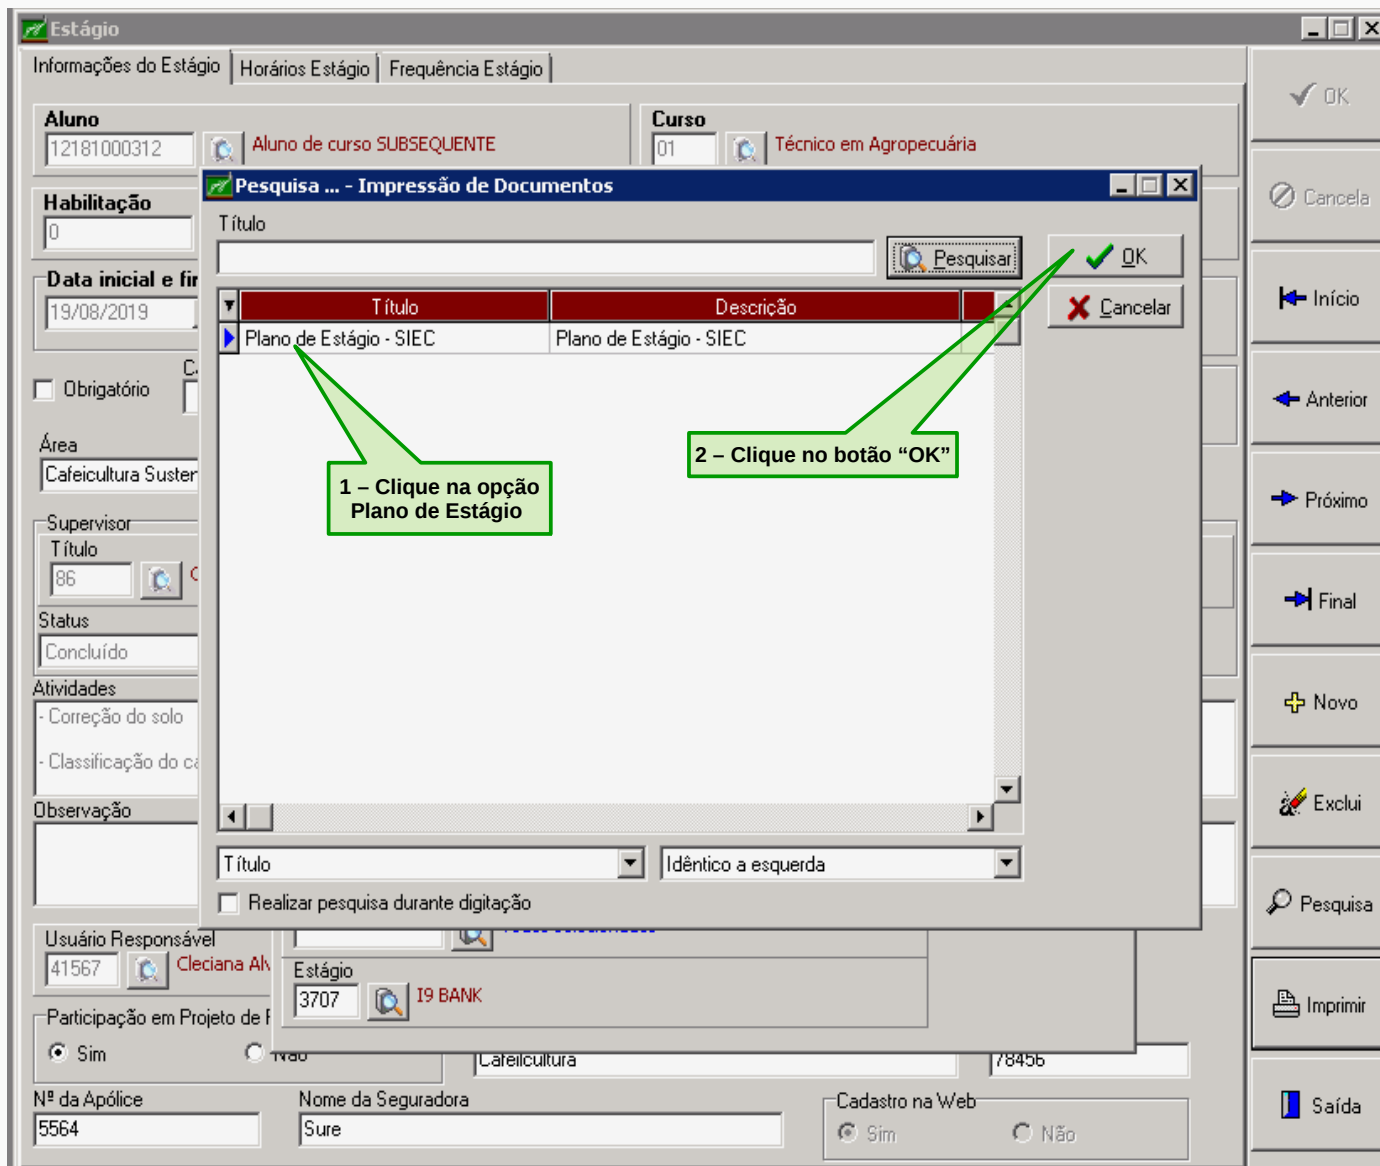 Estágio
Informações do Estágio
Horários Estágio
Frequência Estágio
Aluno
12181000312
Aluno de curso SUBSEQUENTE
Curso
01
Técnico em Agropecuária
Habilitação
0
Data inicial e
19/08/2019
Obrigatório
Área
Cafeicultura
Supervisor
Título
86
Status
Concluído
Atividades
- Correção do solo
- Classificação do
Observação
Pesquisa ... - Impressão de Documentos
Título
Pesquisar
OK
Cancelar
Título
Descrição
Plano de Estágio - SIEC
Plano de Estágio - SIEC
1 – Clique na opção
Plano de Estágio
2 – Clique no botão “OK”
Título
Idêntico a esquerda
Realizar pesquisa durante digitação
Usuário Responsável
41567
Cleciana
Estágio
3707
I9 BANK
Participação em Projeto de
Sim
Não
Cafeilcultura
78456
Nº da Apólice
5564
Nome da Seguradora
Sure
Cadastro na Web
Sim
Não
OK
Cancela
Início
Anterior
Próximo
Final
Novo
Exclui
Pesquisa
Imprimir
Saída